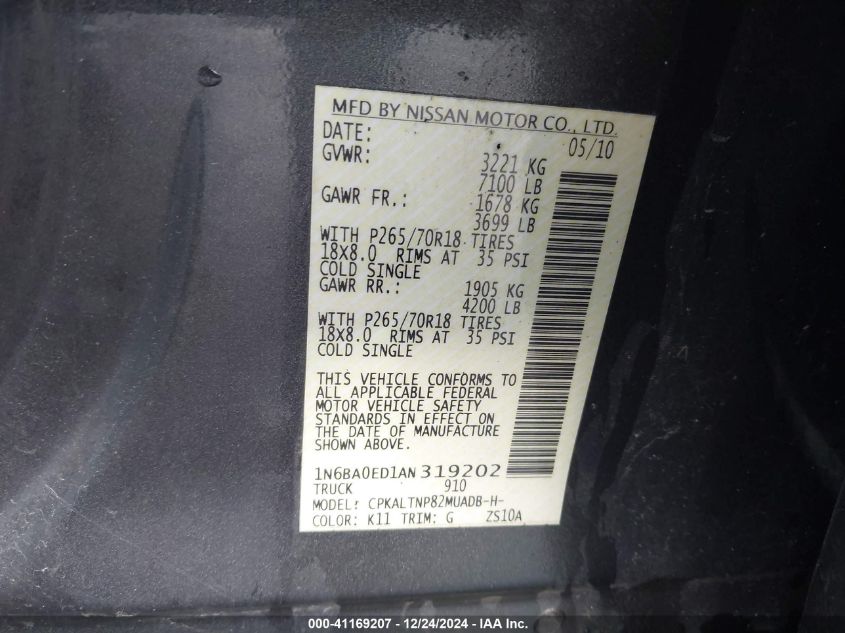 MFD BY NISSAN MOTOR CO., LTD.
DATE: 05/10
GVWR: 3221 KG
7100 LB
GAWR FR.: 1678 KG
3699 LB
WITH P265/70R18 TIRES
18X8.0 RIMS AT 35 PSI
COLD SINGLE
GAWR RR.: 1905 KG
4200 LB
WITH P265/70R18 TIRES
18X8.0 RIMS AT 35 PSI
COLD SINGLE
THIS VEHICLE CONFORMS TO
ALL APPLICABLE FEDERAL
MOTOR VEHICLE SAFETY
STANDARDS IN EFFECT ON
THE DATE OF MANUFACTURE
SHOWN ABOVE.
1N6BA0ED1AN 319202
TRUCK 910
MODEL: CPKALTNP82MUADB-H-
COLOR: K11 TRIM: G ZS10A
000-41169207 - 12/24/2024 - IAA Inc.